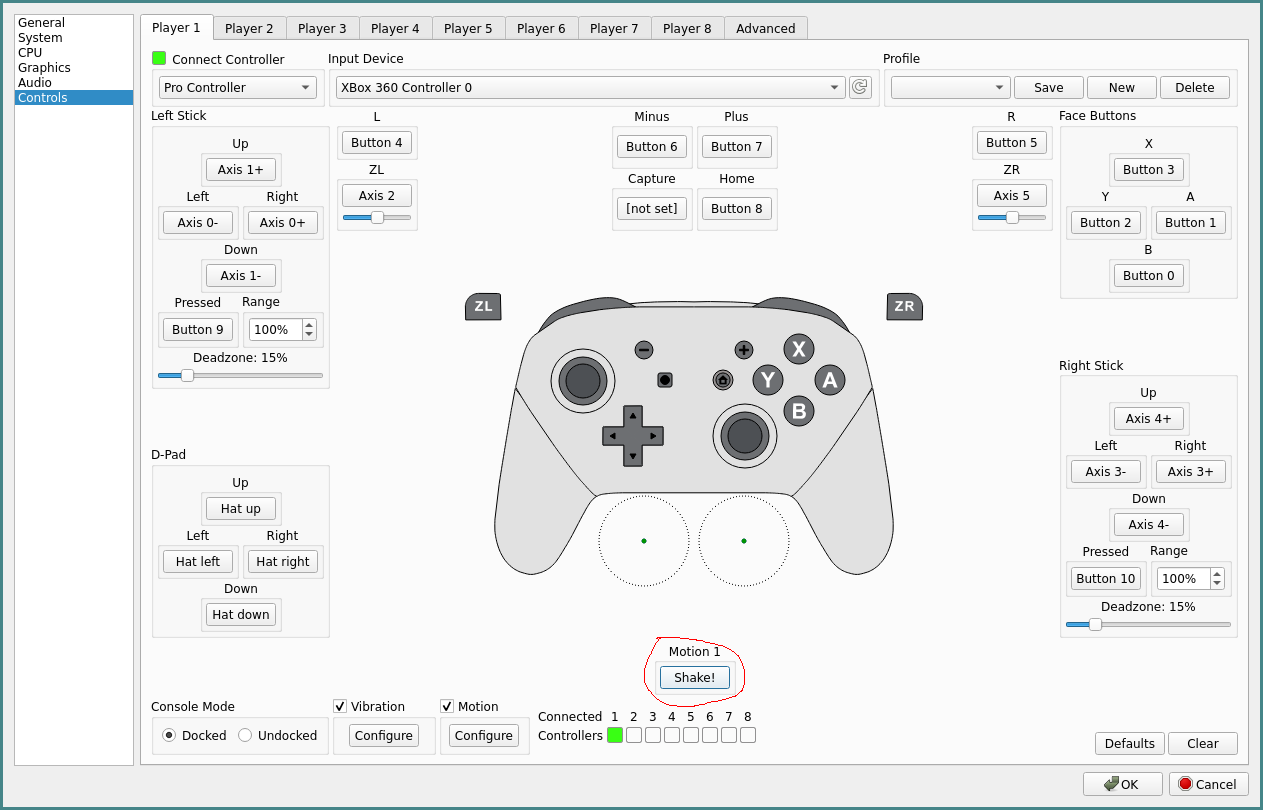 General
System
CPU
Graphics
Audio
Controls
Player 1 Player 2 Player 3 Player 4 Player 5 Player 6 Player 7 Player 8 Advanced
Connect Controller Input Device Profile
Pro Controller XBox 360 Controller 0 Save New Delete
Left Stick
Up
Axis 1+
Left Right
Axis 0- Axis 0+
Down
Axis 1-
Pressed Range
Button 9 100%
Deadzone: 15%
L
Button 4
ZL
Axis 2
Minus Plus
Button 6 Button 7
Capture Home
[not set] Button 8
R
Button 5
ZR
Axis 5
Face Buttons
X
Button 3
Y A
Button 2 Button 1
B
Button 0
ZL ZR
X
Y A
B
D-Pad
Up
Hat up
Left Right
Hat left Hat right
Down
Hat down
Right Stick
Up
Axis 4+
Left Right
Axis 3- Axis 3+
Down
Axis 4-
Pressed Range
Button 10 100%
Deadzone: 15%
Motion 1
Shake!
Console Mode Vibration Motion
Docked Undocked Configure Configure
Connected 1 2 3 4 5 6 7 8
Controllers
Defaults Clear
OK Cancel